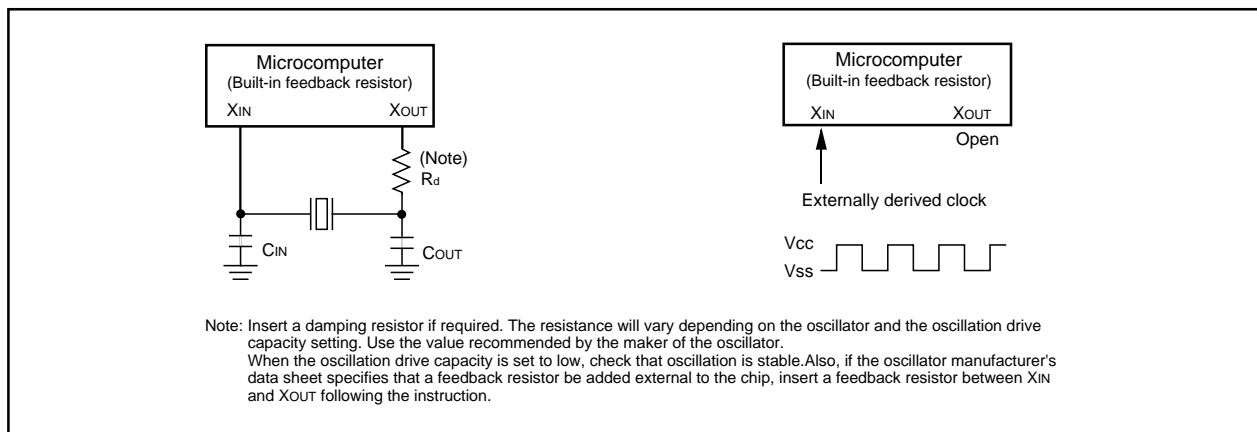 Microcomputer
(Built-in feedback resistor)
XIN XOUT
(Note)
Rd
CIN
COUT
Microcomputer
(Built-in feedback resistor)
XIN XOUT
Open
Externally derived clock
Vcc
Vss
Note: Insert a damping resistor if required. The resistance will vary depending on the oscillator and the oscillation drive
capacity setting. Use the value recommended by the maker of the oscillator.
When the oscillation drive capacity is set to low, check that oscillation is stable.Also, if the oscillator manufacturer's
data sheet specifies that a feedback resistor be added external to the chip, insert a feedback resistor between XIN
and XOUT following the instruction.